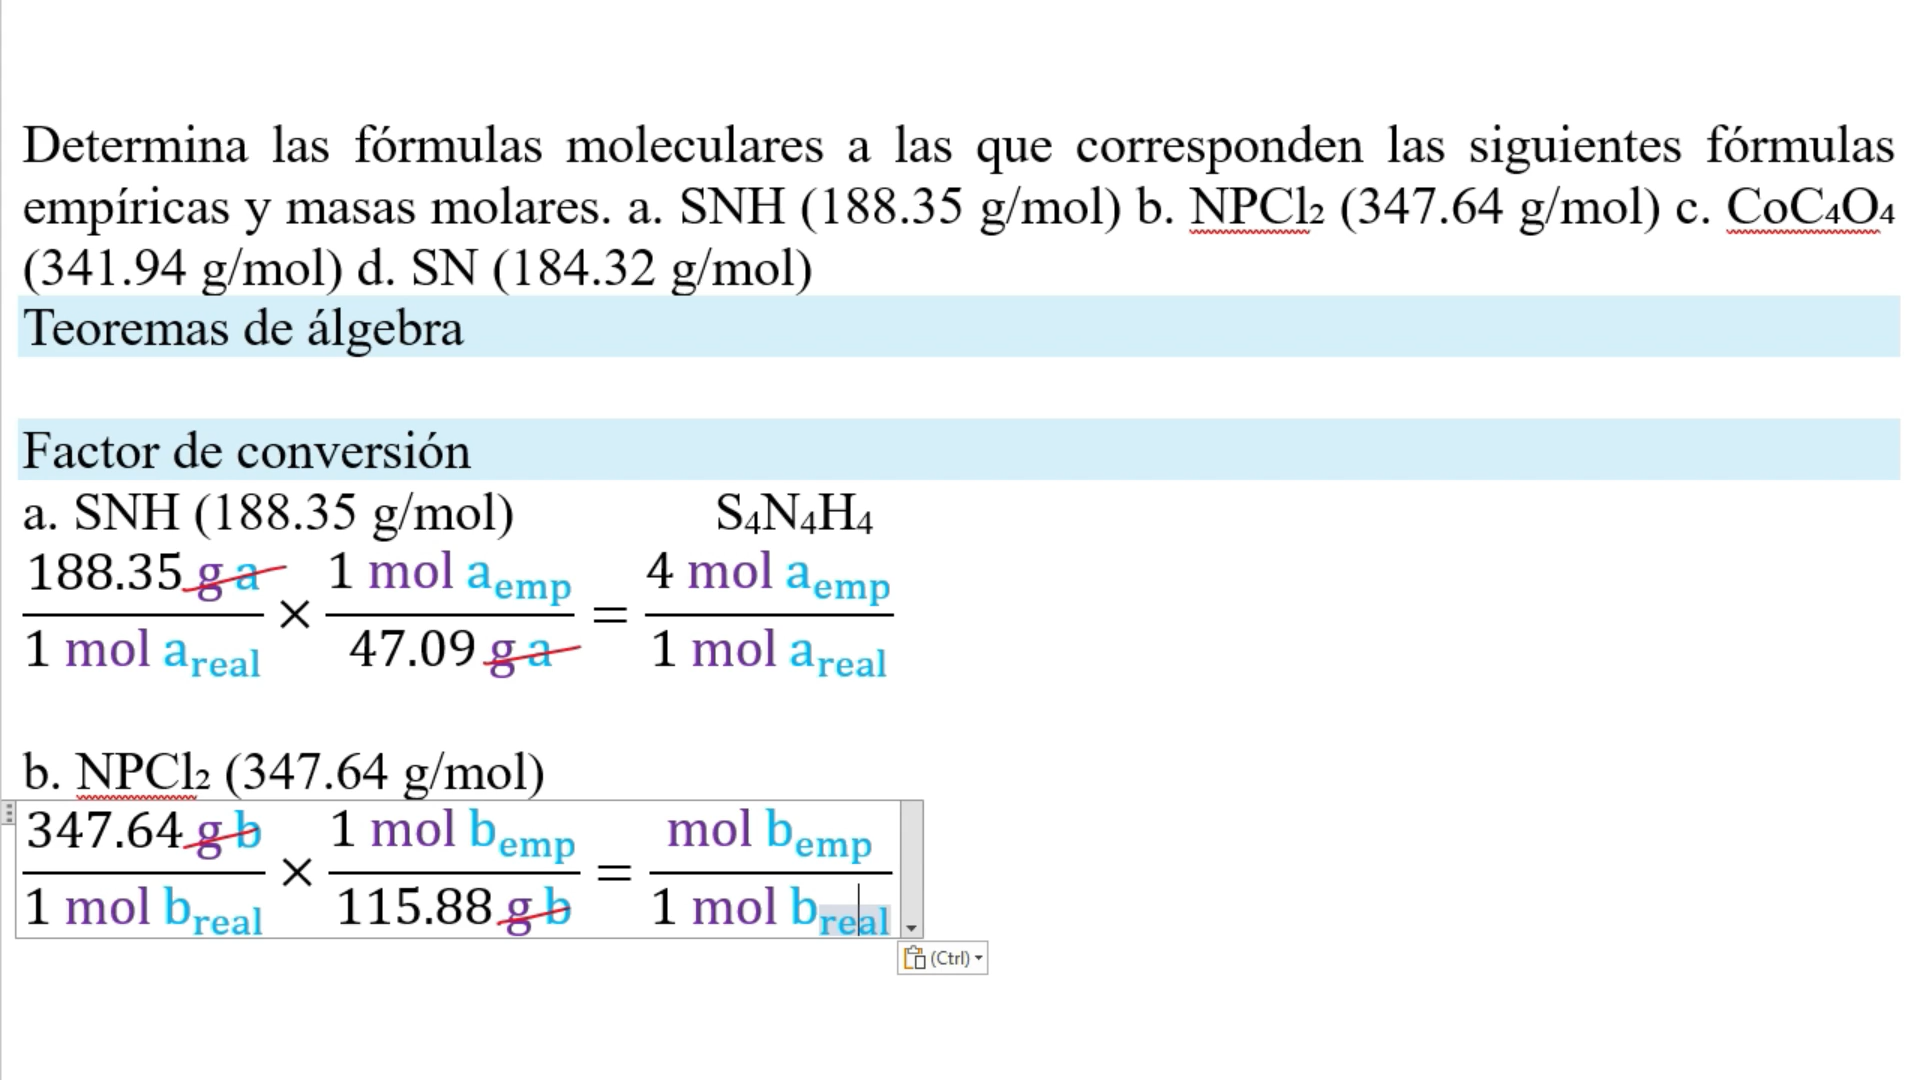 Determina las fórmulas moleculares a las que corresponden las siguientes fórmulas
empíricas y masas molares. a. SNH (188.35 g/mol) b. NPCl₂ (347.64 g/mol) c. CoC₄O₄
(341.94 g/mol) d. SN (184.32 g/mol)
Teoremas de álgebra
Factor de conversión
a. SNH (188.35 g/mol) S₄N₄H₄
188.35 g a 1 mol a_emp 4 mol a_emp
× =
1 mol a_real 47.09 g a 1 mol a_real
b. NPCl₂ (347.64 g/mol)
347.64 g b 1 mol b_emp mol b_emp
× =
1 mol b_real 115.88 g b 1 mol b_real
(Ctrl)